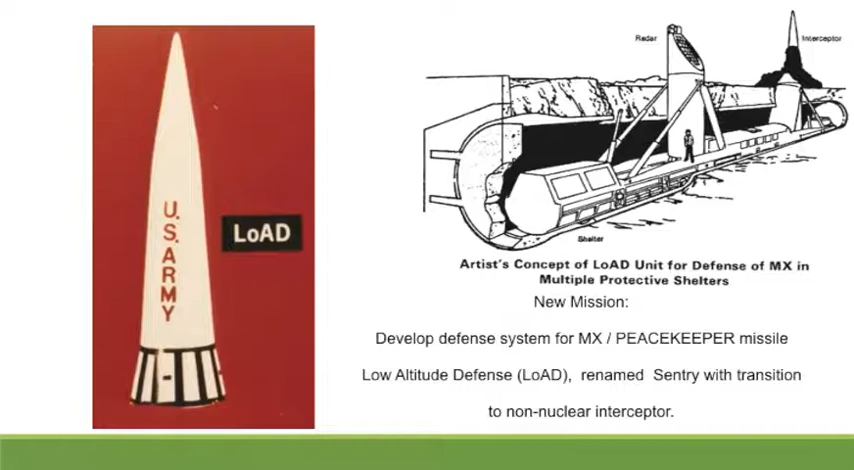 U.S. ARMY
LoAD
Radar
Interceptor
Shelter
Artist's Concept of LoAD Unit for Defense of MX in
Multiple Protective Shelters
New Mission:
Develop defense system for MX / PEACEKEEPER missile
Low Altitude Defense (LoAD), renamed Sentry with transition
to non-nuclear interceptor.